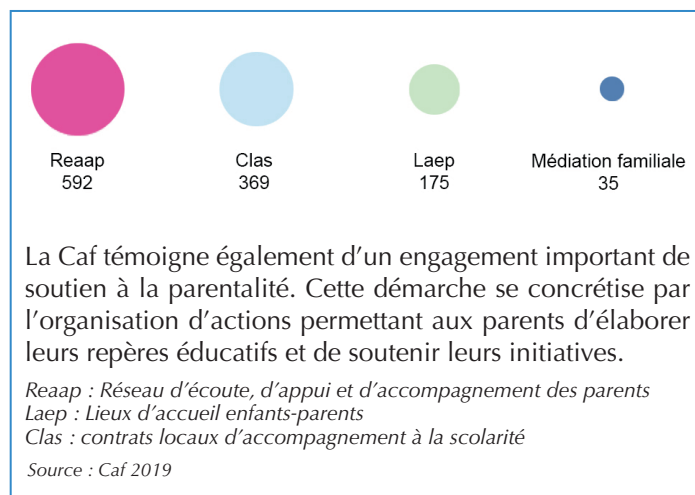 Reaap Clas Laep Médiation familiale
592 369 175 35
La Caf témoigne également d’un engagement important de
soutien à la parentalité. Cette démarche se concrétise par
l’organisation d’actions permettant aux parents d’élaborer
leurs repères éducatifs et de soutenir leurs initiatives.
Reaap : Réseau d’écoute, d’appui et d’accompagnement des parents
Laep : Lieux d’accueil enfants-parents
Clas : contrats locaux d’accompagnement à la scolarité
Source : Caf 2019